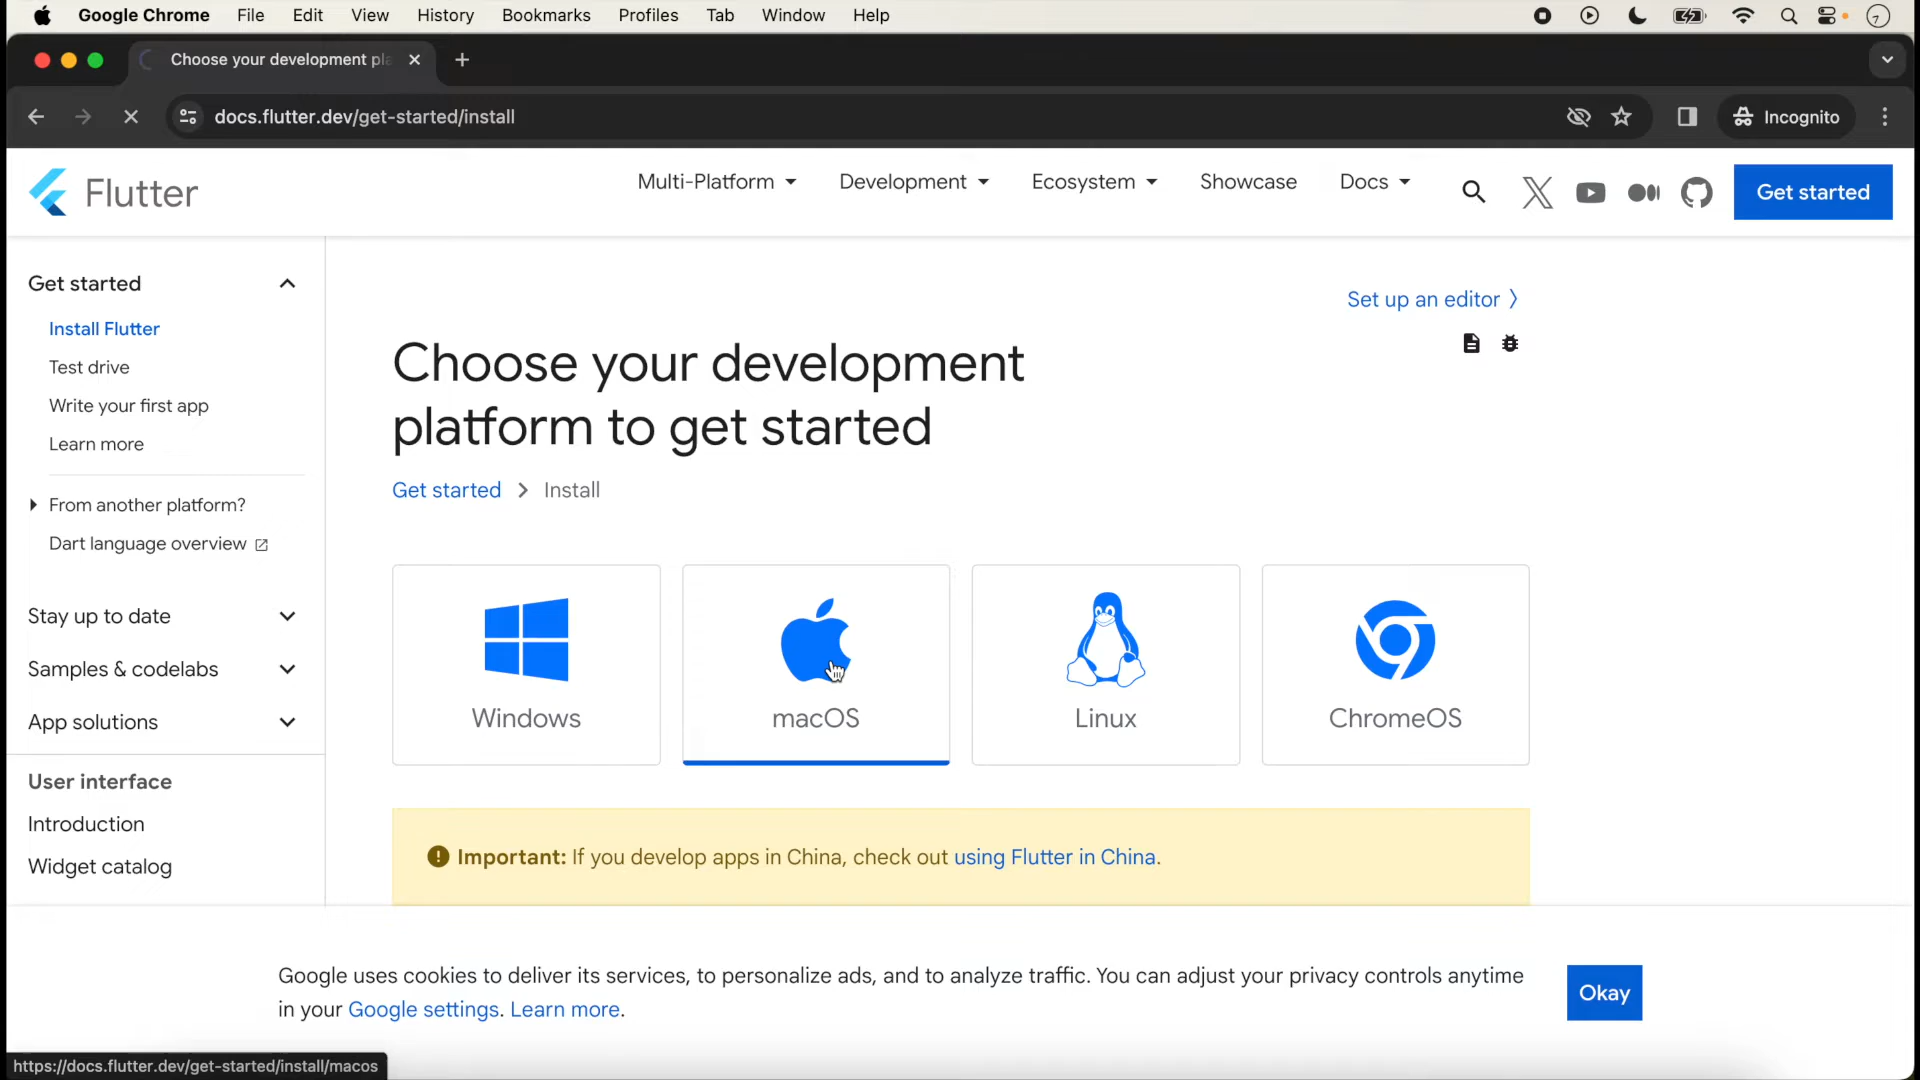 Google Chrome File Edit View History Bookmarks Profiles Tab Window Help
Choose your development pla
docs.flutter.dev/get-started/install
Incognito
Flutter
Multi-Platform Development Ecosystem Showcase Docs
Get started
Get started
Install Flutter
Test drive
Write your first app
Learn more
From another platform?
Dart language overview
Stay up to date
Samples & codelabs
App solutions
User interface
Introduction
Widget catalog
Set up an editor
Choose your development
platform to get started
Get started > Install
Windows
macOS
Linux
ChromeOS
Important: If you develop apps in China, check out using Flutter in China.
Google uses cookies to deliver its services, to personalize ads, and to analyze traffic. You can adjust your privacy controls anytime
in your Google settings. Learn more.
Okay
https://docs.flutter.dev/get-started/install/macos